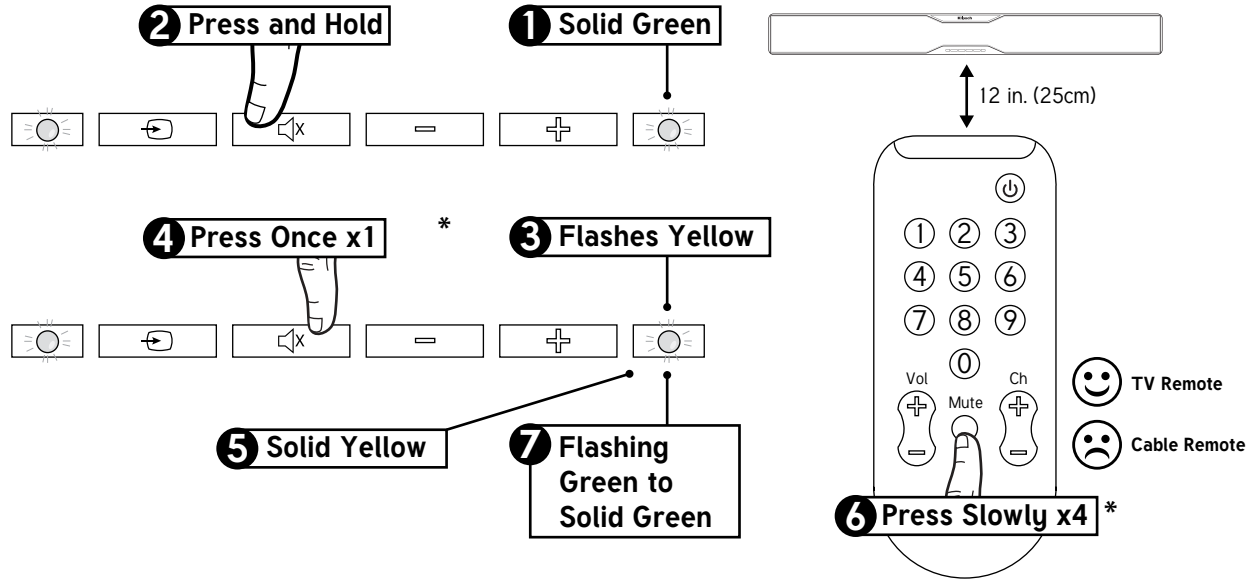 2 Press and Hold
1 Solid Green
12 in. (25cm)
4 Press Once x1
*
3 Flashes Yellow
5 Solid Yellow
7 Flashing
Green to
Solid Green
1 2 3
4 5 6
7 8 9
0
Vol
Ch
Mute
TV Remote
Cable Remote
6 Press Slowly x4 *